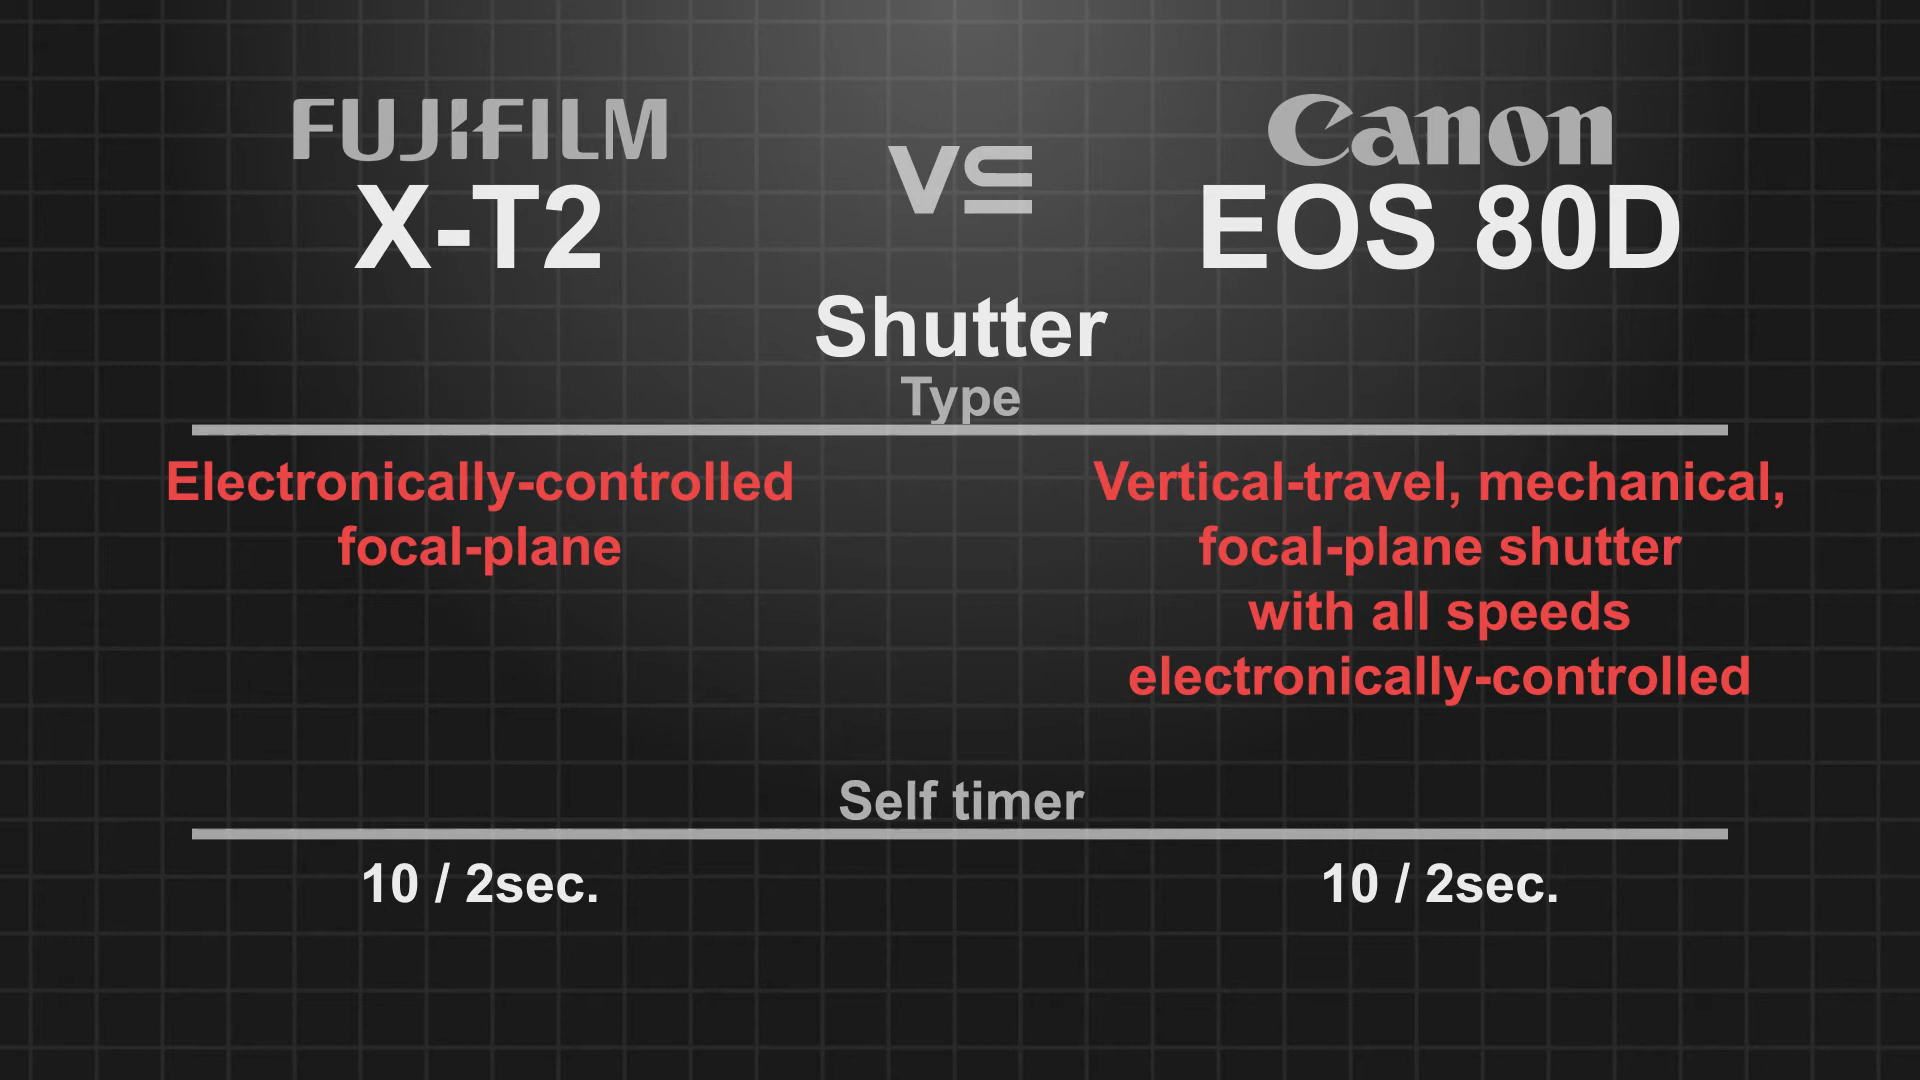 FUJIFILM
X-T2
VS
Canon
EOS 80D
Shutter
Type
Electronically-controlled
focal-plane
Vertical-travel, mechanical,
focal-plane shutter
with all speeds
electronically-controlled
Self timer
10 / 2sec.
10 / 2sec.